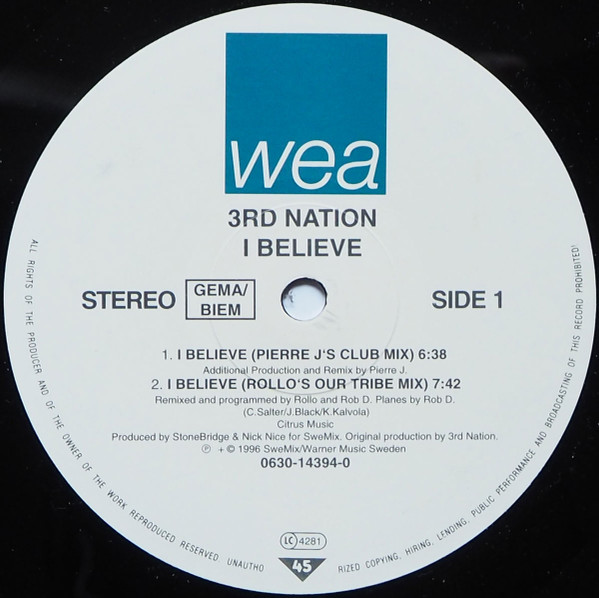 wea
3RD NATION
I BELIEVE
STEREO GEMA/BIEM SIDE 1
1. I BELIEVE (PIERRE J'S CLUB MIX) 6:38
Additional Production and Remix by Pierre J.
2. I BELIEVE (ROLLO'S OUR TRIBE MIX) 7:42
Remixed and programmed by Rollo and Rob D. Planes by Rob D.
(C.Salter/J.Black/K.Kalvola)
Citrus Music
Produced by StoneBridge & Nick Nice for SweMix. Original production by 3rd Nation.
℗ + © 1996 SweMix/Warner Music Sweden
0630-14394-0
LC 4281
45
ALL RIGHTS OF THE PRODUCER AND OF THE OWNER OF THE WORK REPRODUCED RESERVED UNAUTHO RIZED COPYING, HIRING, LENDING, PUBLIC PERFORMANCE AND BROADCASTING OF THIS RECORD PROHIBITED!